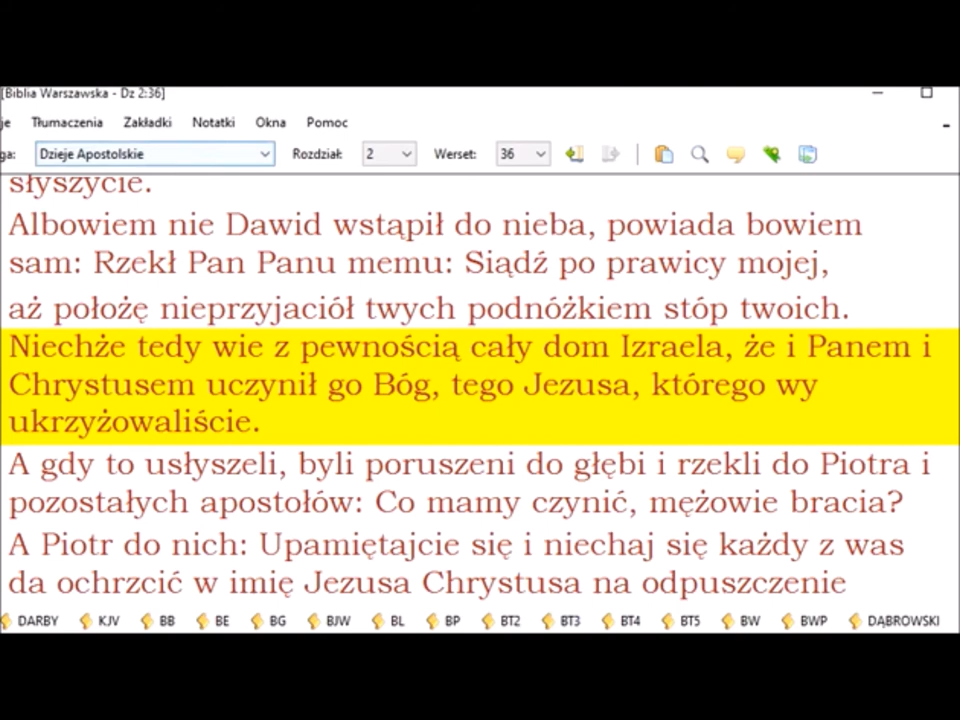 [Biblia Warszawska - Dz 2:36]
je Tłumaczenia Zakładki Notatki Okna Pomoc
ga: Dzieje Apostolskie Rozdział: 2 Werset: 36
słyszycie.
Albowiem nie Dawid wstąpił do nieba, powiada bowiem
sam: Rzekł Pan Panu memu: Siądź po prawicy mojej,
aż położę nieprzyjaciół twych podnóżkiem stóp twoich.
Niechże tedy wie z pewnością cały dom Izraela, że i Panem i
Chrystusem uczynił go Bóg, tego Jezusa, którego wy
ukrzyżowaliście.
A gdy to usłyszeli, byli poruszeni do głębi i rzekli do Piotra i
pozostałych apostołów: Co mamy czynić, mężowie bracia?
A Piotr do nich: Upamiętajcie się i niechaj się każdy z was
da ochrzcić w imię Jezusa Chrystusa na odpuszczenie
DARBY KJV BB BE BG BJW BL BP BT2 BT3 BT4 BT5 BW BWP DĄBROWSKI